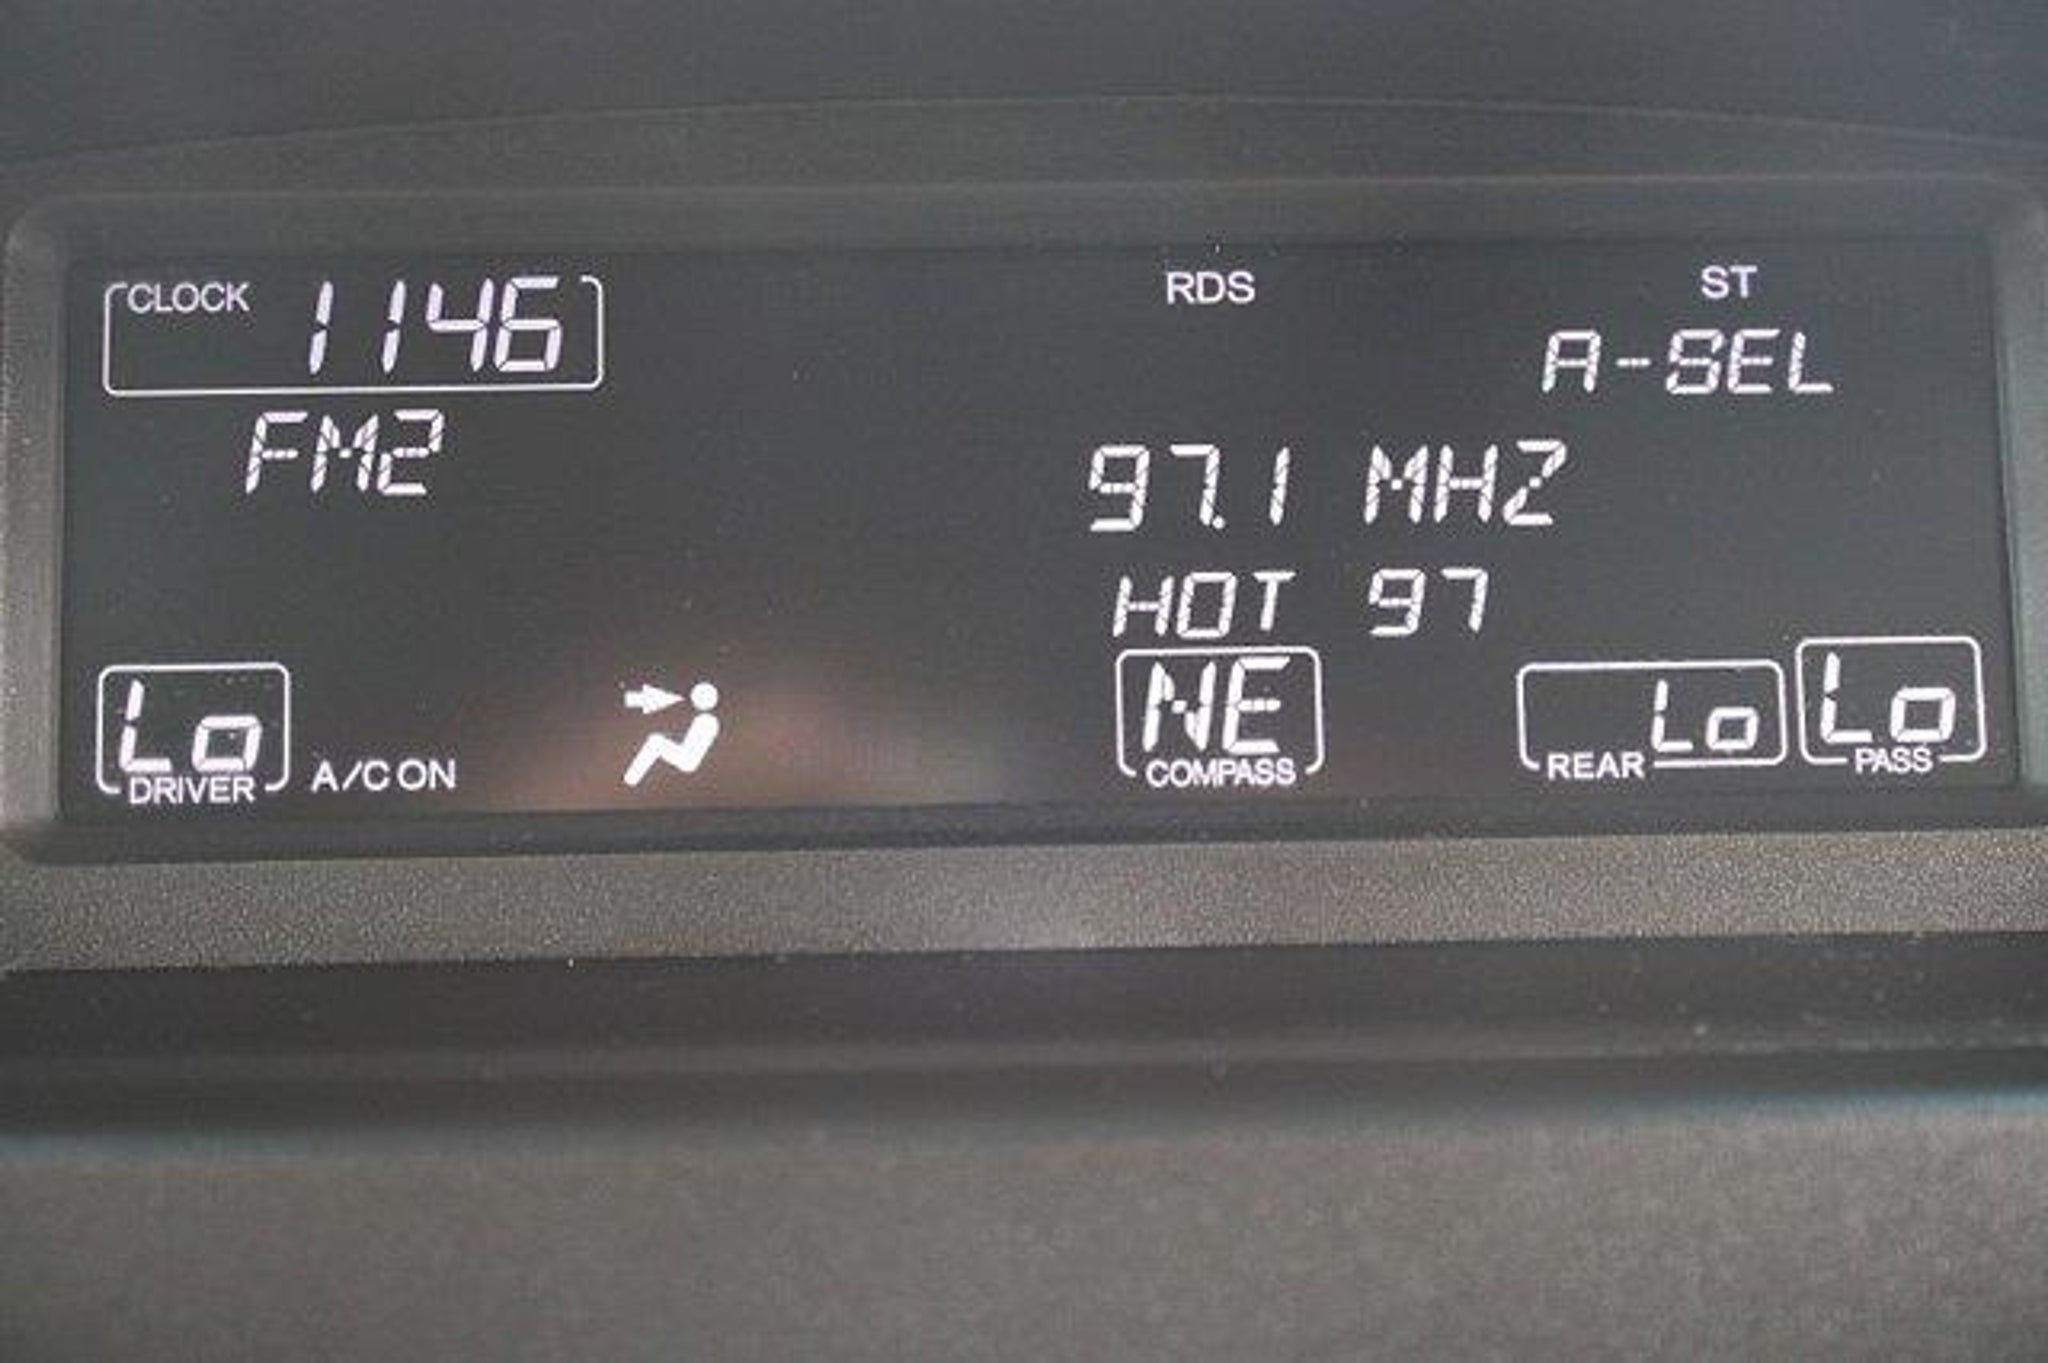 CLOCK 1146
RDS
ST
A-SEL
FM2
97.1 MHZ
HOT 97
Lo
DRIVER
A/C ON
NE
COMPASS
Lo
REAR
Lo
PASS